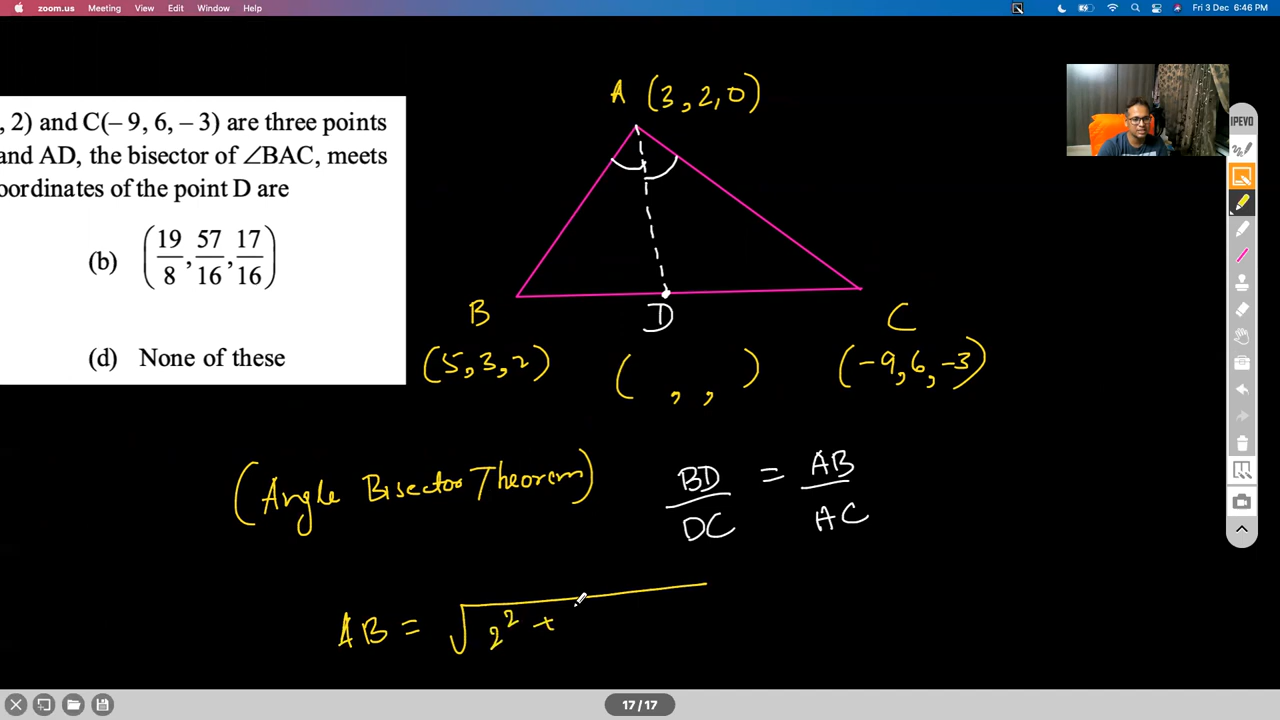 zoom.us Meeting View Edit Window Help Fri 3 Dec 6:46 PM
A (3,2,0)
, 2) and C(– 9, 6, – 3) are three points
and AD, the bisector of ∠BAC, meets
oordinates of the point D are
(b) (19/8, 57/16, 17/16)
(d) None of these
B D C
(5,3,2) ( , , ) (-9,6,-3)
(Angle Bisector Theorem) BD/DC = AB/AC
AB = √2² +
IPEVO
17/17